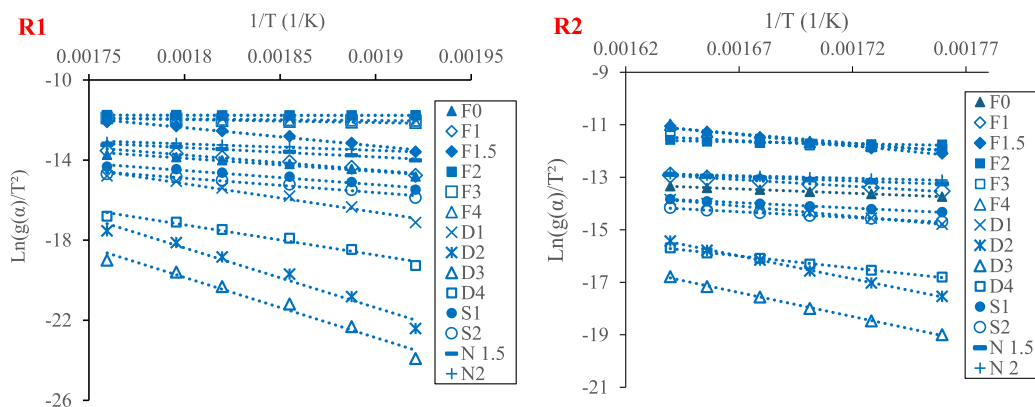 R1
1/T (1/K)
0.00175 0.0018 0.00185 0.0019 0.00195
-10
-14
-18
-22
-26
Ln(g(α)/T²)
F0
F1
F1.5
F2
F3
F4
D1
D2
D3
D4
S1
S2
N 1.5
N2
R2
1/T (1/K)
0.00162 0.00167 0.00172 0.00177
-9
-11
-13
-15
-17
-19
-21
Ln(g(α)/T²)
F0
F1
F1.5
F2
F3
F4
D1
D2
D3
D4
S1
S2
N 1.5
N 2